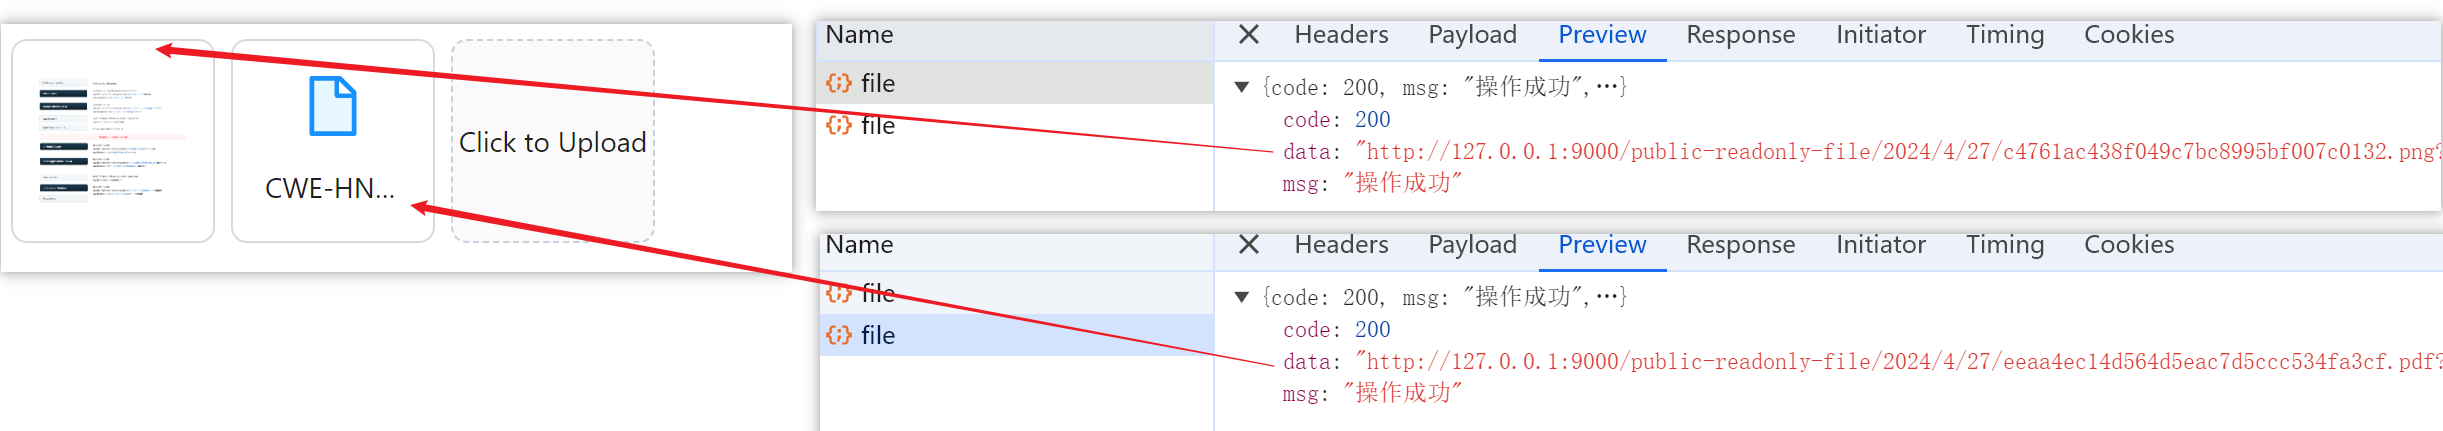 CWE-HN...
Click to Upload
Name
file
file
Headers Payload Preview Response Initiator Timing Cookies
{code: 200, msg: "操作成功",…}
code: 200
data: "http://127.0.0.1:9000/public-readonly-file/2024/4/27/c4761ac438f049c7bc8995bf007c0132.png?
msg: "操作成功"
Name
file
file
Headers Payload Preview Response Initiator Timing Cookies
{code: 200, msg: "操作成功",…}
code: 200
data: "http://127.0.0.1:9000/public-readonly-file/2024/4/27/eeaa4ec14d564d5eac7d5ccc534fa3cf.pdf?
msg: "操作成功"